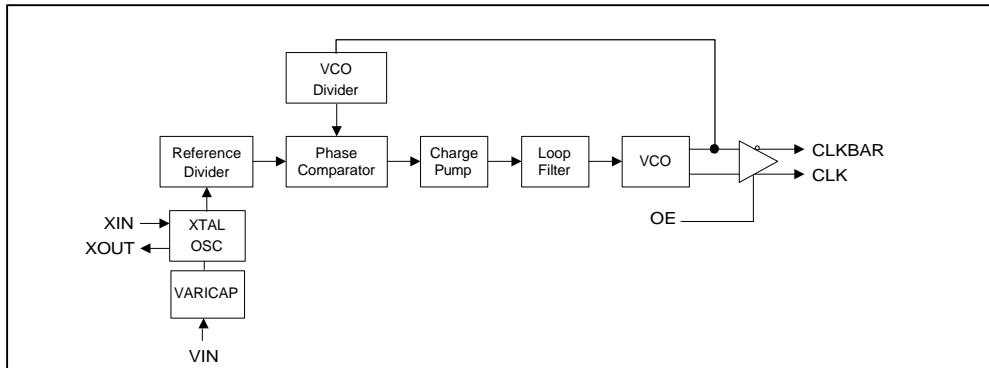 VCO
Divider
Reference
Divider
Phase
Comparator
Charge
Pump
Loop
Filter
VCO
CLKBAR
CLK
OE
XIN
XOUT
XTAL
OSC
VARICAP
VIN